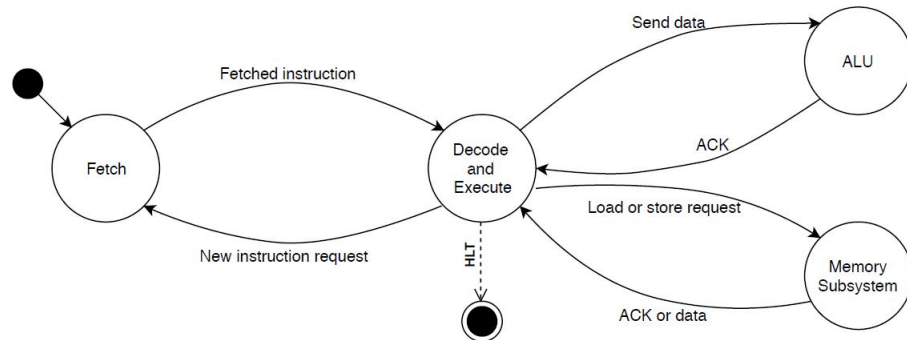 Send data
ALU
Fetched instruction
ACK
Fetch
Decode
and
Execute
Load or store request
New instruction request
HLT
Memory
Subsystem
ACK or data